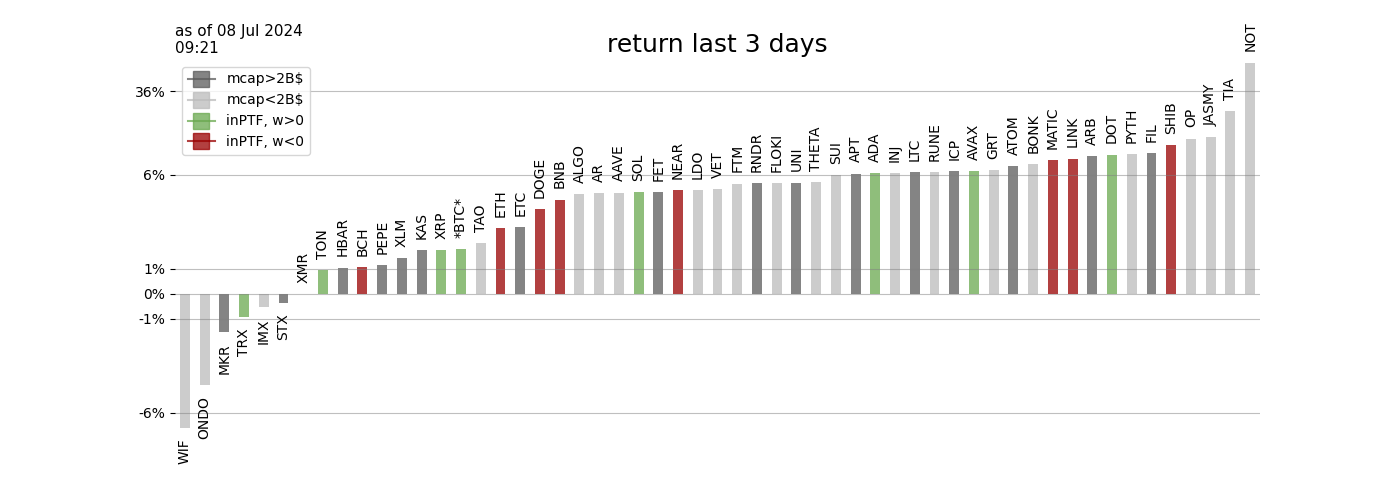 as of 08 Jul 2024
09:21
return last 3 days
mcap>2B$
mcap<2B$
inPTF, w>0
inPTF, w<0
36%
6%
1%
0%
-1%
-6%
WIF
ONDO
MKR
TRX
IMX
STX
XMR
TON
HBAR
BCH
PEPE
XLM
KAS
XRP
*BTC*
TAO
ETH
ETC
DOGE
BNB
ALGO
AR
AAVE
SOL
FET
NEAR
LDO
VET
FTM
RNDR
FLOKI
UNI
THETA
SUI
APT
ADA
INJ
LTC
RUNE
ICP
AVAX
GRT
ATOM
BONK
MATIC
LINK
ARB
DOT
PYTH
FIL
SHIB
OP
JASMY
TIA
NOT